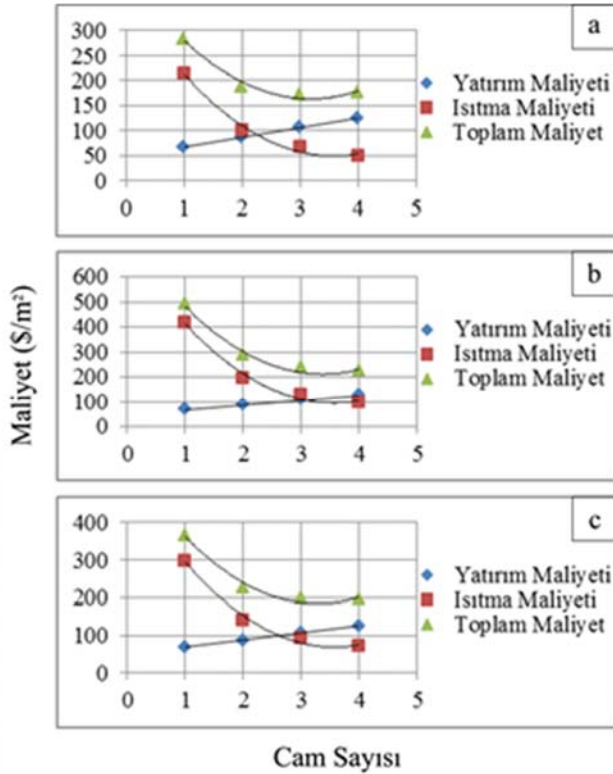 a
300
250
200
150
100
50
0
0 1 2 3 4 5
Yatırım Maliyeti
Isıtma Maliyeti
Toplam Maliyet
b
600
500
400
300
200
100
0
0 1 2 3 4 5
Yatırım Maliyeti
Isıtma Maliyeti
Toplam Maliyet
c
400
300
200
100
0
0 1 2 3 4 5
Yatırım Maliyeti
Isıtma Maliyeti
Toplam Maliyet
Maliyet ($/m²)
Cam Sayısı